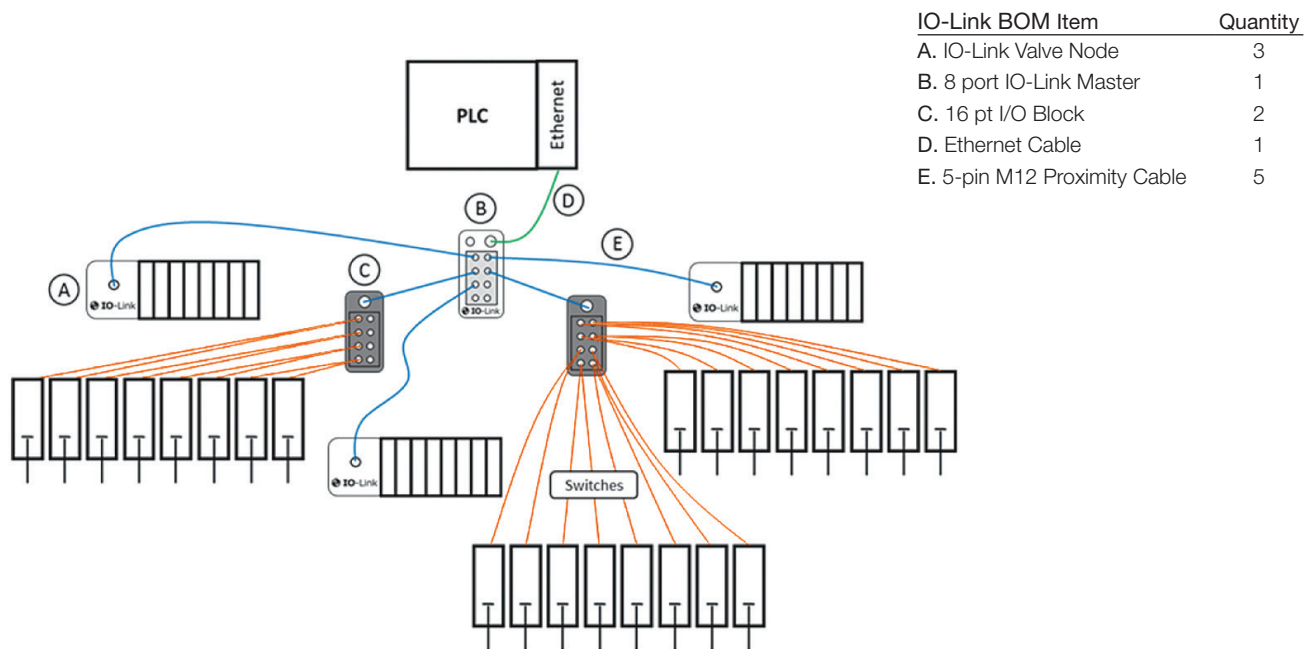 IO-Link BOM Item Quantity
A. IO-Link Valve Node 3
B. 8 port IO-Link Master 1
C. 16 pt I/O Block 2
D. Ethernet Cable 1
E. 5-pin M12 Proximity Cable 5
PLC
Ethernet
B
D
E
A
C
IO-Link
IO-Link
IO-Link
IO-Link
Switches